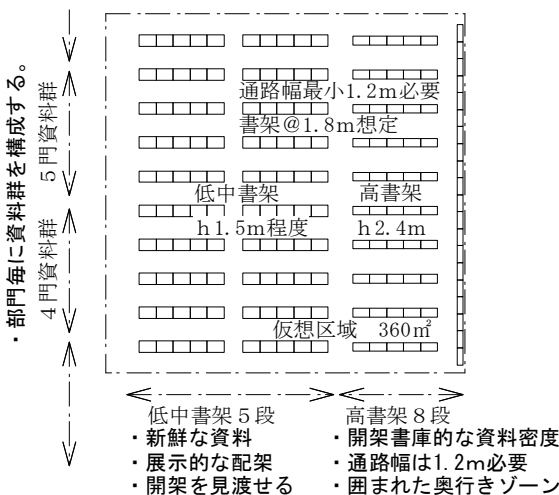 ・部門毎に資料群を構成する。
5門資料群
4門資料群
通路幅最小1.2m必要
書架@1.8m想定
低中書架
h1.5m程度
高書架
h2.4m
仮想区域 360㎡
低中書架5段
・新鮮な資料
・展示的な配架
・開架を見渡せる
高書架8段
・開架書庫的な資料密度
・通路幅は1.2m必要
・囲まれた奥行きゾーン